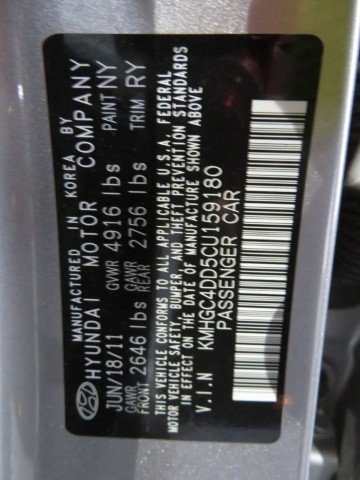 MANUFACTURED IN KOREA BY
HYUNDAI MOTOR COMPANY
JUN/18/11 GVWR 4916 lbs PAINT NY
GAWR FRONT 2646 lbs GAWR REAR 2756 lbs TRIM RY
THIS VEHICLE CONFORMS TO ALL APPLICABLE U.S.A. FEDERAL
MOTOR VEHICLE SAFETY, BUMPER, AND THEFT PREVENTION STANDARDS
IN EFFECT ON THE DATE OF MANUFACTURE SHOWN ABOVE
V.I.N KMHGC4DD5CU159180
PASSENGER CAR